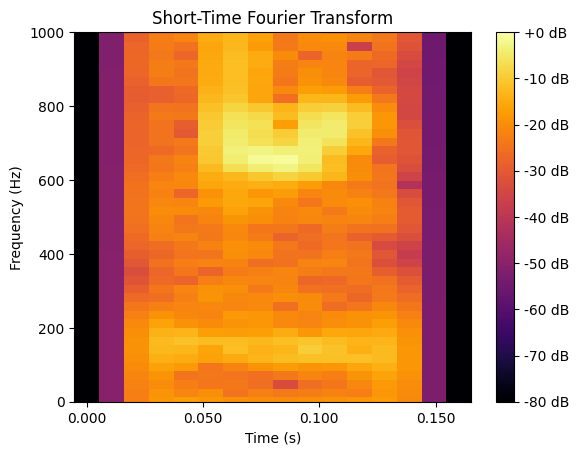 Short-Time Fourier Transform
1000
800
600
400
200
0
Frequency (Hz)
0.000
0.050
0.100
0.150
Time (s)
+0 dB
-10 dB
-20 dB
-30 dB
-40 dB
-50 dB
-60 dB
-70 dB
-80 dB